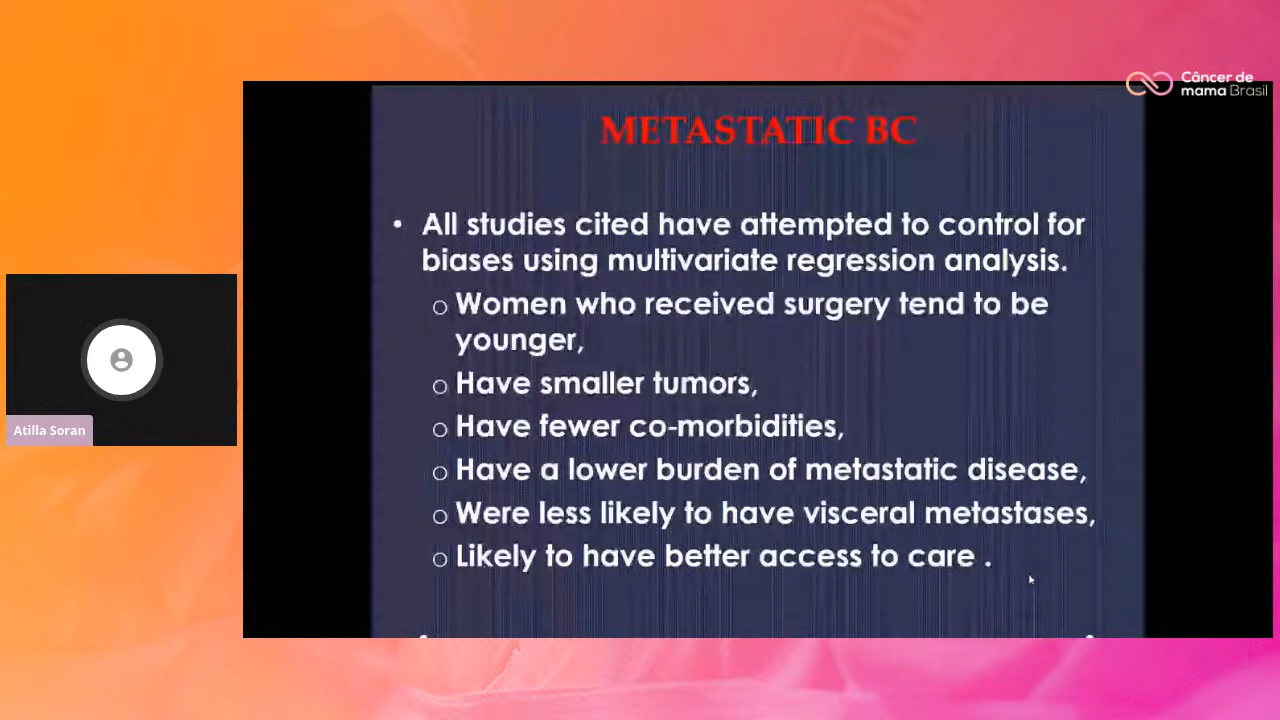 Câncer de
mama Brasil
METASTATIC BC
• All studies cited have attempted to control for
biases using multivariate regression analysis.
o Women who received surgery tend to be
younger,
o Have smaller tumors,
o Have fewer co-morbidities,
o Have a lower burden of metastatic disease,
o Were less likely to have visceral metastases,
o Likely to have better access to care .
Atilla Soran